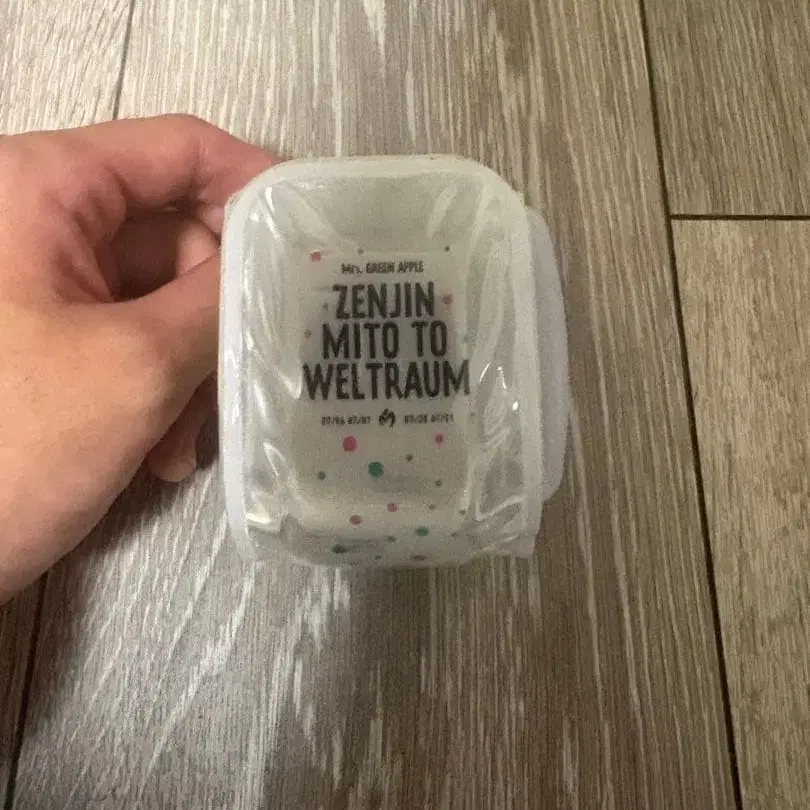 Mrs. GREEN APPLE
ZENJIN
MITO TO
WELTRAUM